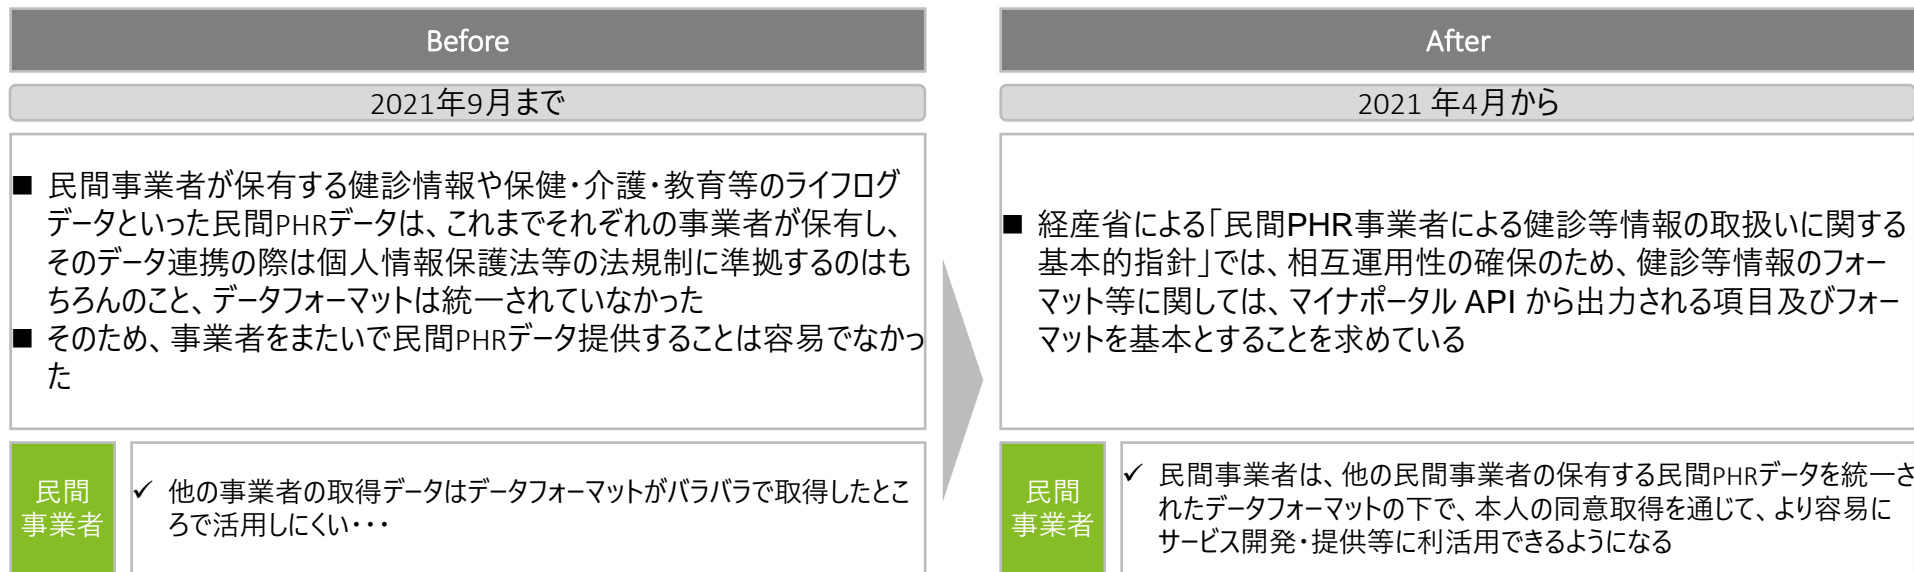 Before
2021年9月まで
■ 民間事業者が保有する健診情報や保健・介護・教育等のライフログ
データといった民間PHRデータは、これまでそれぞれの事業者が保有し、
そのデータ連携の際は個人情報保護法等の法規制に準拠するのはも
ちろんのこと、データフォーマットは統一されていなかった
■ そのため、事業者をまたいで民間PHRデータ提供することは容易でなかっ
た
民間
事業者
✓ 他の事業者の取得データはデータフォーマットがバラバラで取得したとこ
ろで活用しにくい・・・
After
2021 年4月から
■ 経産省による「民間PHR事業者による健診等情報の取扱いに関する
基本的指針」では、相互運用性の確保のため、健診等情報のフォー
マット等に関しては、マイナポータル API から出力される項目及びフォー
マットを基本とすることを求めている
民間
事業者
✓ 民間事業者は、他の民間事業者の保有する民間PHRデータを統一さ
れたデータフォーマットの下で、本人の同意取得を通じて、より容易に
サービス開発・提供等に利活用できるようになる